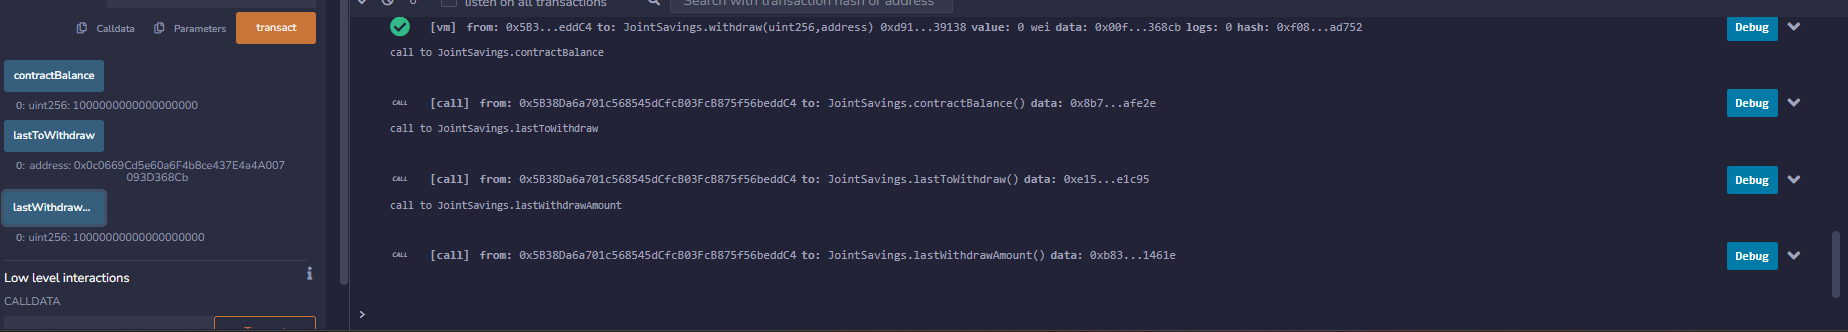 Calldata Parameters transact
contractBalance
0: uint256: 1000000000000000000
lastToWithdraw
0: address: 0x0c0669Cd5e60a6F4b8ce437E4a4A007
093D368Cb
lastWithdraw...
0: uint256: 10000000000000000000
Low level interactions
CALLDATA
0 listen on all transactions Search with transaction hash or address
[vm] from: 0x5B3...eddC4 to: JointSavings.withdraw(uint256,address) 0xd91...39138 value: 0 wei data: 0x00f...368cb logs: 0 hash: 0xf08...ad752 Debug
call to JointSavings.contractBalance
CALL [call] from: 0x5B38Da6a701c568545dCfcB03FcB875f56beddC4 to: JointSavings.contractBalance() data: 0x8b7...afe2e Debug
call to JointSavings.lastToWithdraw
CALL [call] from: 0x5B38Da6a701c568545dCfcB03FcB875f56beddC4 to: JointSavings.lastToWithdraw() data: 0xe15...e1c95 Debug
call to JointSavings.lastWithdrawAmount
CALL [call] from: 0x5B38Da6a701c568545dCfcB03FcB875f56beddC4 to: JointSavings.lastWithdrawAmount() data: 0xb83...1461e Debug
>